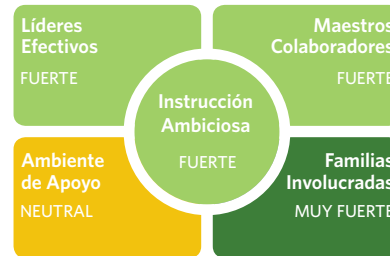 Líderes
Efectivos
FUERTE
Maestros
Colaboradores
FUERTE
Instrucción
Ambiciosa
FUERTE
Ambiente
de Apoyo
NEUTRAL
Familias
Involucradas
MUY FUERTE